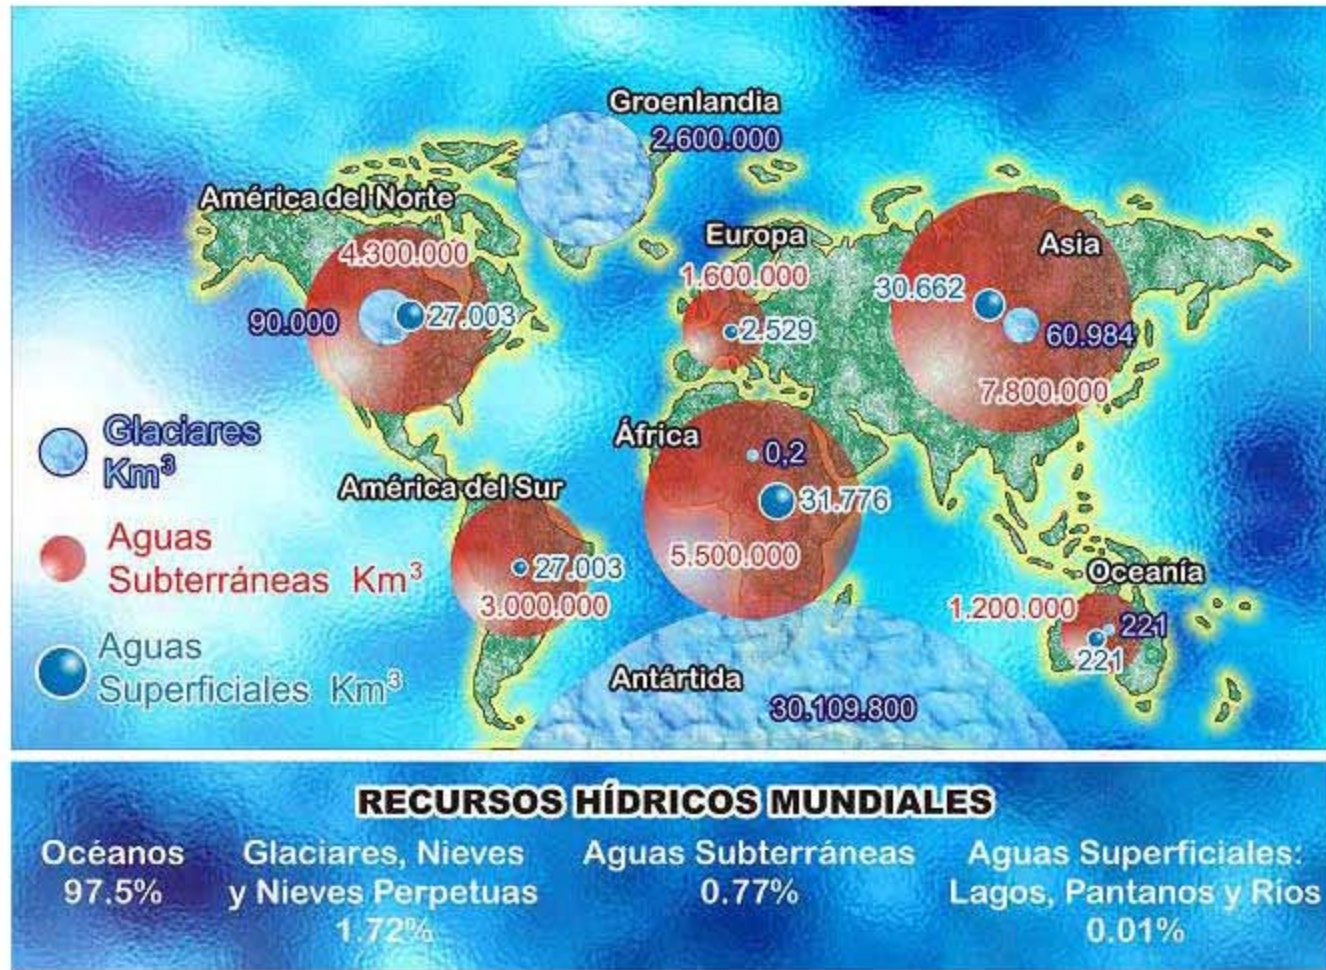 Groenlandia
2.600.000
América del Norte
4.300.000
90.000
27.003
Europa
1.600.000
2.529
Asia
30.662
60.984
7.800.000
Glaciares
Km³
Aguas
Subterráneas Km³
Aguas
Superficiales Km³
América del Sur
27.003
3.000.000
África
0,2
31.776
5.500.000
Oceanía
1.200.000
221
221
Antártida
30.109.800
RECURSOS HÍDRICOS MUNDIALES
Océanos
97.5%
Glaciares, Nieves
y Nieves Perpetuas
1.72%
Aguas Subterráneas
0.77%
Aguas Superficiales:
Lagos, Pantanos y Ríos
0.01%